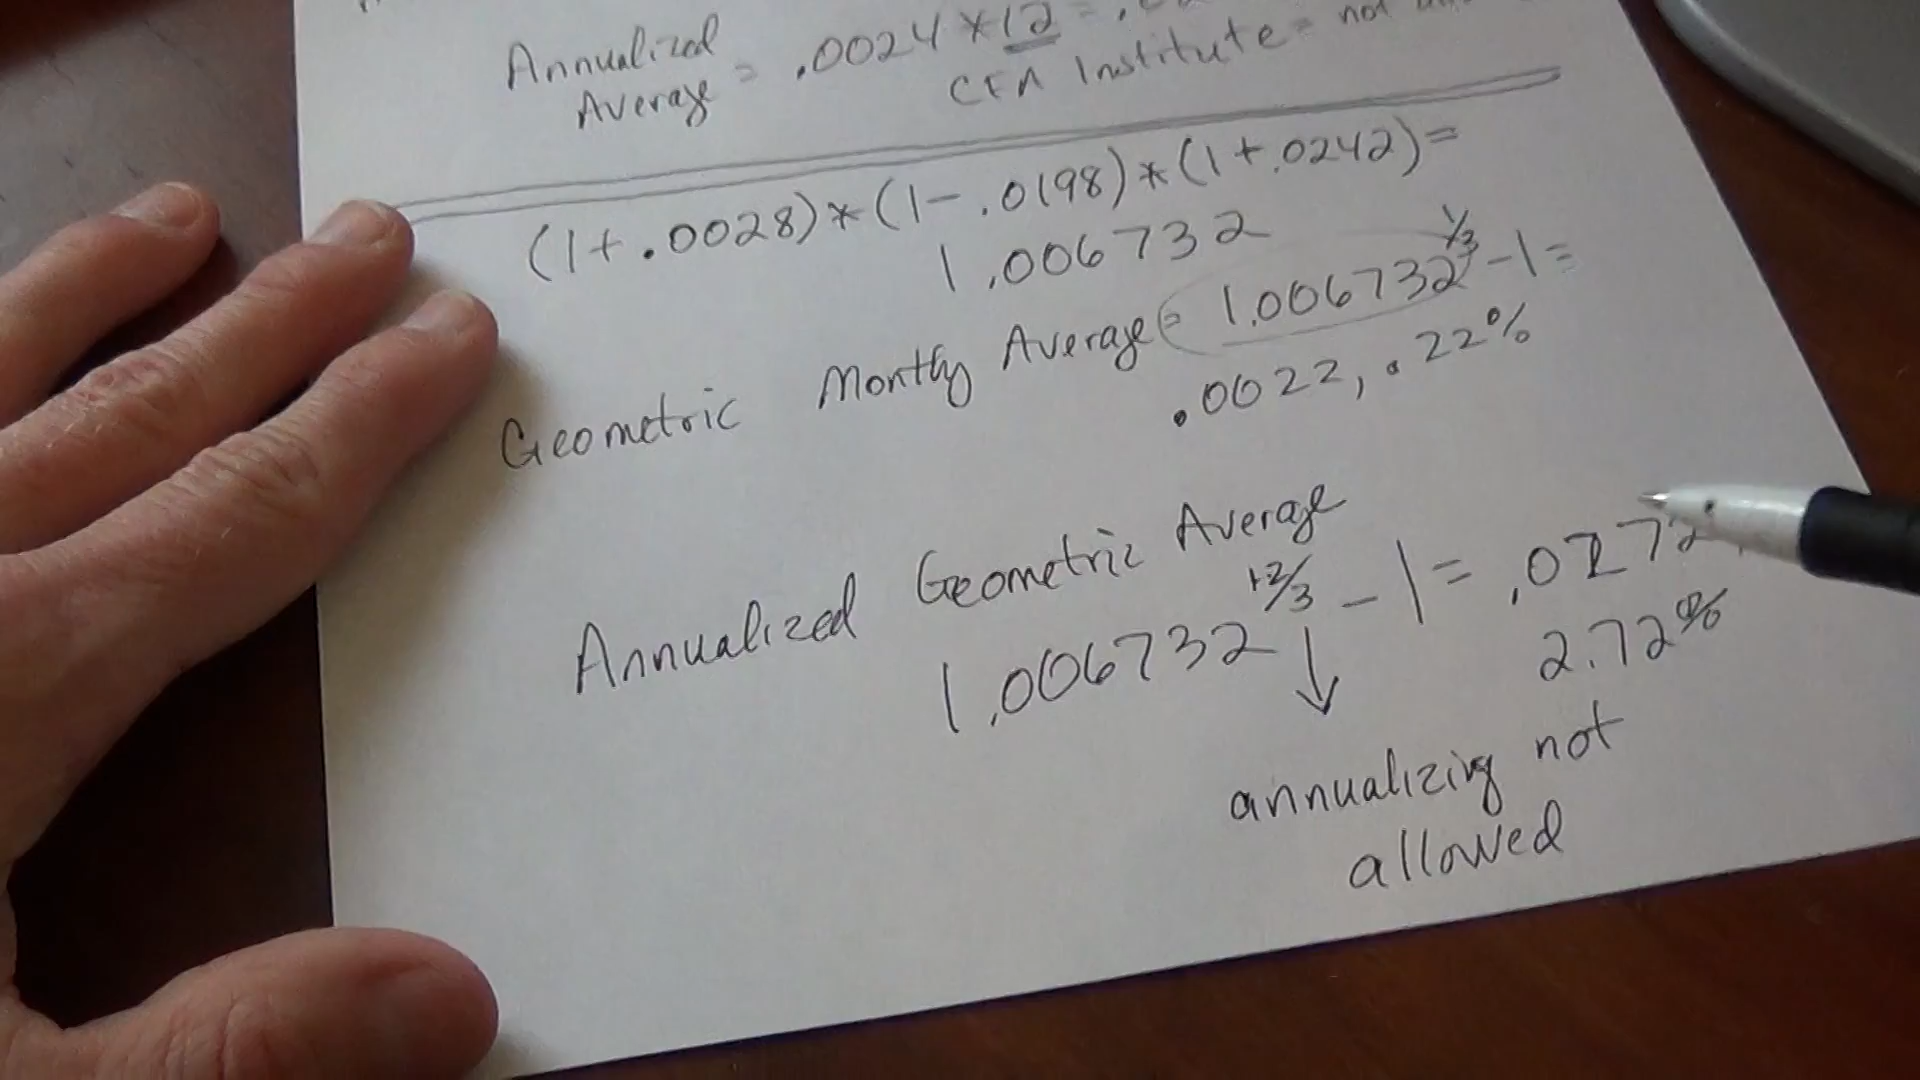 Annualized
Average = .0024 * 12 = .0
CFA Institute = not
(1+.0028)*(1-.0198)*(1+.0242)=
1.006732
Geometric Monthly Average = 1.006732^1/3 -1=
.0022, .22%
Annualized Geometric Average
1.006732^12/3 - 1 = .0272
2.72%
↓
annualizing not
allowed